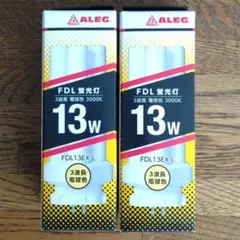 ALEG.
FDL 蛍光灯
3波長 電球色 3000K
13W
FDL13EX-L
3波長
電球色
ALEG.
FDL 蛍光灯
3波長 電球色 3000K
13W
FDL13EX-L
3波長
電球色